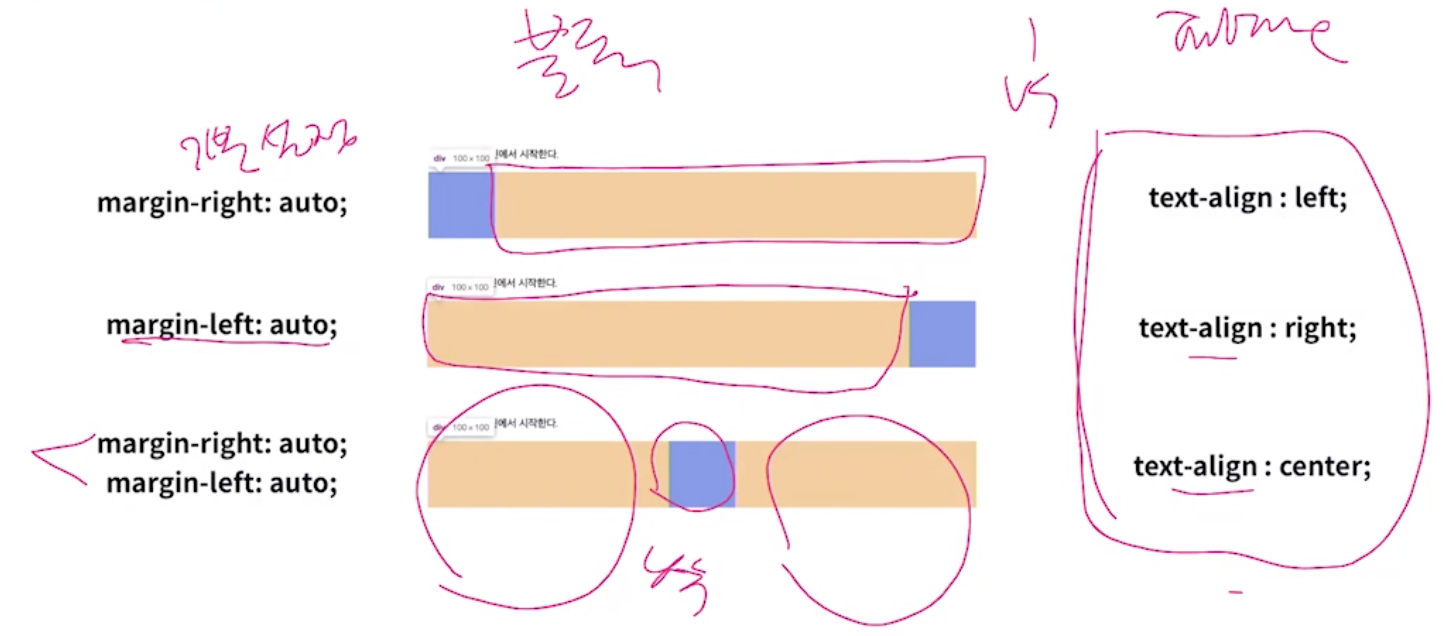 블록
vs
inline
기본 설정
div 100 x 100 에서 시작한다.
margin-right: auto;
text-align : left;
div 100 x 100 에서 시작한다.
margin-left: auto;
text-align : right;
div 100 x 100 에서 시작한다.
margin-right: auto;
margin-left: auto;
text-align : center;